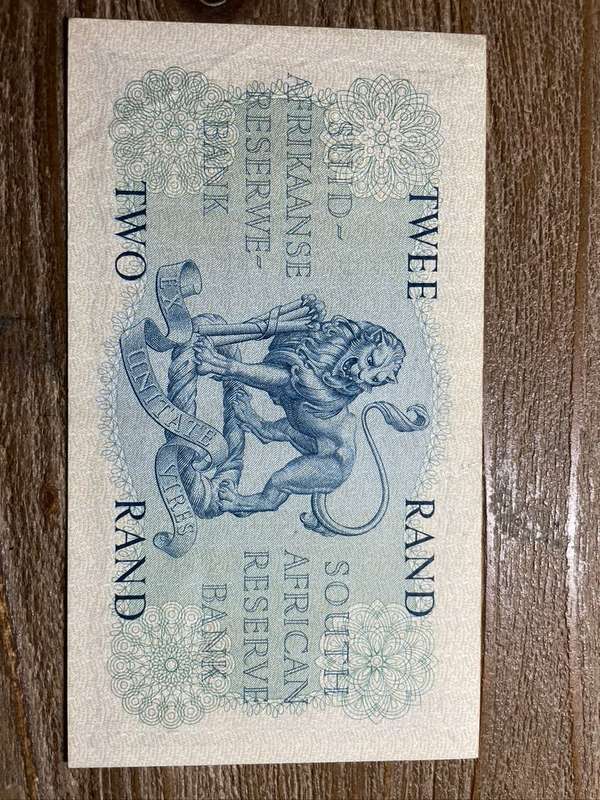 TWEE RAND
SUID-
AFRIKAANSE
RESERWE-
BANK
SOUTH
AFRICAN
RESERVE
BANK
EX UNITATE VIRES
TWO RAND